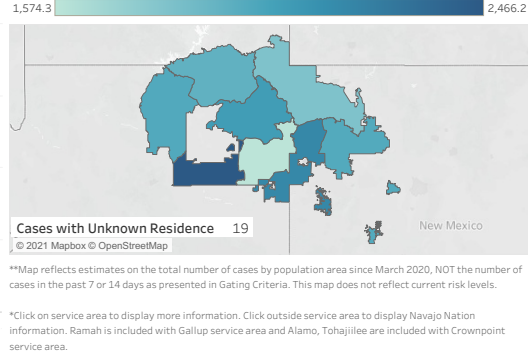 1,574.3 2,466.2
Cases with Unknown Residence 19
New Mexico
© 2021 Mapbox © OpenStreetMap
**Map reflects estimates on the total number of cases by population area since March 2020, NOT the number of
cases in the past 7 or 14 days as presented in Gating Criteria. This map does not reflect current risk levels.
*Click on service area to display more information. Click outside service area to display Navajo Nation
information. Ramah is included with Gallup service area and Alamo, Tohajiilee are included with Crownpoint
service area.